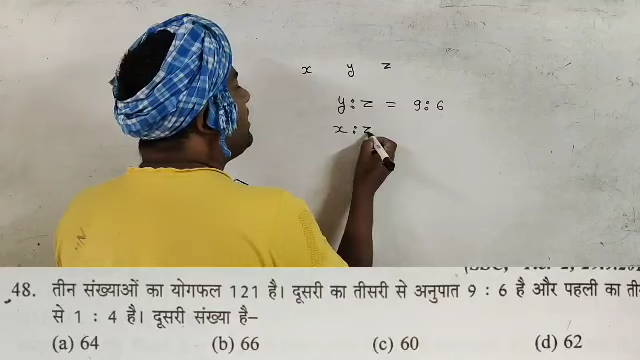 x y z
y : z = 9 : 6
x : z
48. तीन संख्याओं का योगफल 121 है। दूसरी का तीसरी से अनुपात 9 : 6 है और पहली का
से 1 : 4 है। दूसरी संख्या है–
(a) 64 (b) 66 (c) 60 (d) 62